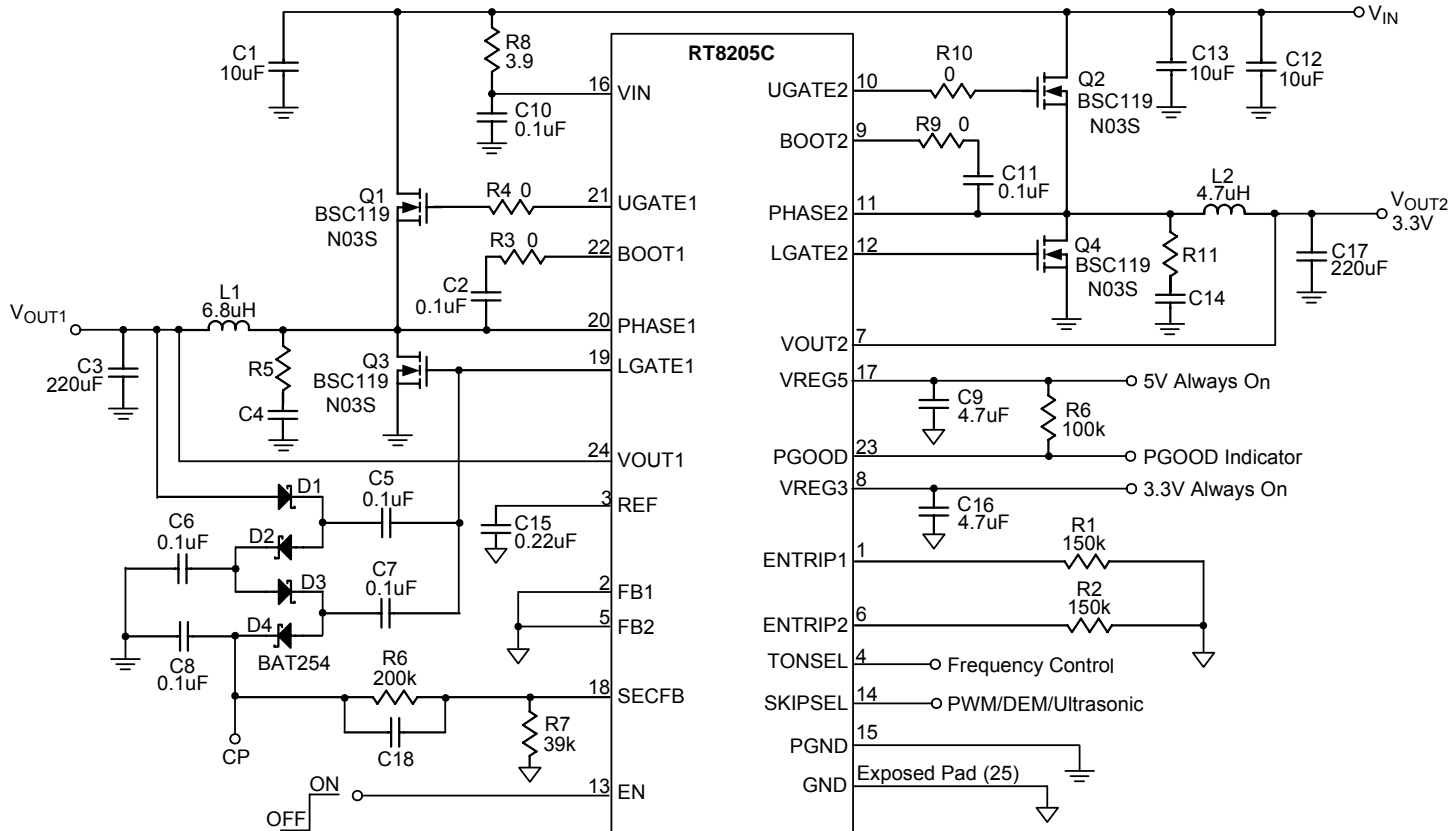 VIN
RT8205C
C1
10uF
R8
3.9
16 VIN
C10
0.1uF
Q1
BSC119
N03S
R4 0
21 UGATE1
R3 0
22 BOOT1
C2
0.1uF
VOUT1
L1
6.8uH
20 PHASE1
C3
220uF
R5
C4
Q3
BSC119
N03S
19 LGATE1
24 VOUT1
D1
C5
0.1uF
3 REF
C15
0.22uF
C6
0.1uF
D2
D3
C7
0.1uF
2 FB1
5 FB2
D4
BAT254
C8
0.1uF
R6
200k
18 SECFB
C18
R7
39k
CP
ON
OFF
13 EN
UGATE2 10
R10
0
Q2
BSC119
N03S
C13
10uF
C12
10uF
BOOT2 9
R9 0
C11
0.1uF
PHASE2 11
L2
4.7uH
VOUT2
3.3V
LGATE2 12
Q4
BSC119
N03S
R11
C14
C17
220uF
VOUT2 7
VREG5 17
5V Always On
C9
4.7uF
R6
100k
PGOOD 23
PGOOD Indicator
VREG3 8
3.3V Always On
C16
4.7uF
ENTRIP1 1
R1
150k
ENTRIP2 6
R2
150k
TONSEL 4
Frequency Control
SKIPSEL 14
PWM/DEM/Ultrasonic
PGND 15
GND Exposed Pad (25)